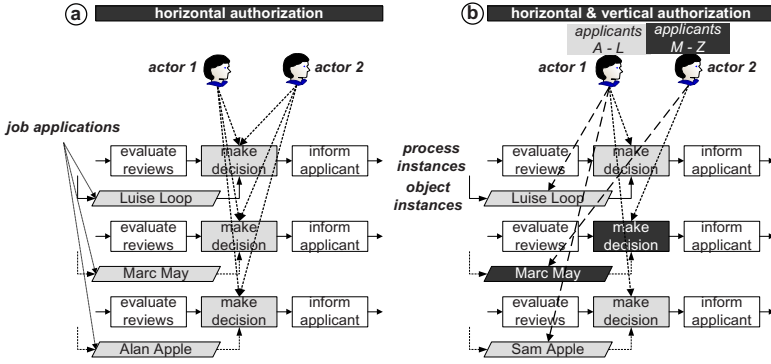 a
horizontal authorization
actor 1
actor 2
job applications
evaluate
reviews
make
decision
inform
applicant
Luise Loop
evaluate
reviews
make
decision
inform
applicant
Marc May
evaluate
reviews
make
decision
inform
applicant
Alan Apple
b
horizontal & vertical authorization
applicants
A - L
applicants
M - Z
actor 1
actor 2
process
instances
object
instances
evaluate
reviews
make
decision
inform
applicant
Luise Loop
evaluate
reviews
make
decision
inform
applicant
Marc May
evaluate
reviews
make
decision
inform
applicant
Sam Apple